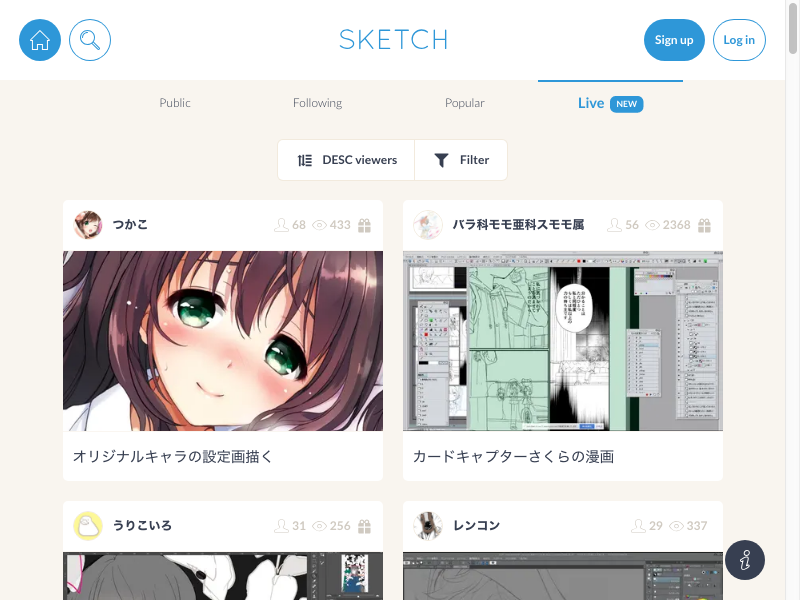 SKETCH
Sign up
Log in
Public
Following
Popular
Live NEW
DESC viewers
Filter
つかこ 68 433
パラ科モモ亜科スモモ属 56 2368
オリジナルキャラの設定画描く
カードキャプターさくらの漫画
うりこいろ 31 256
レンコン 29 337